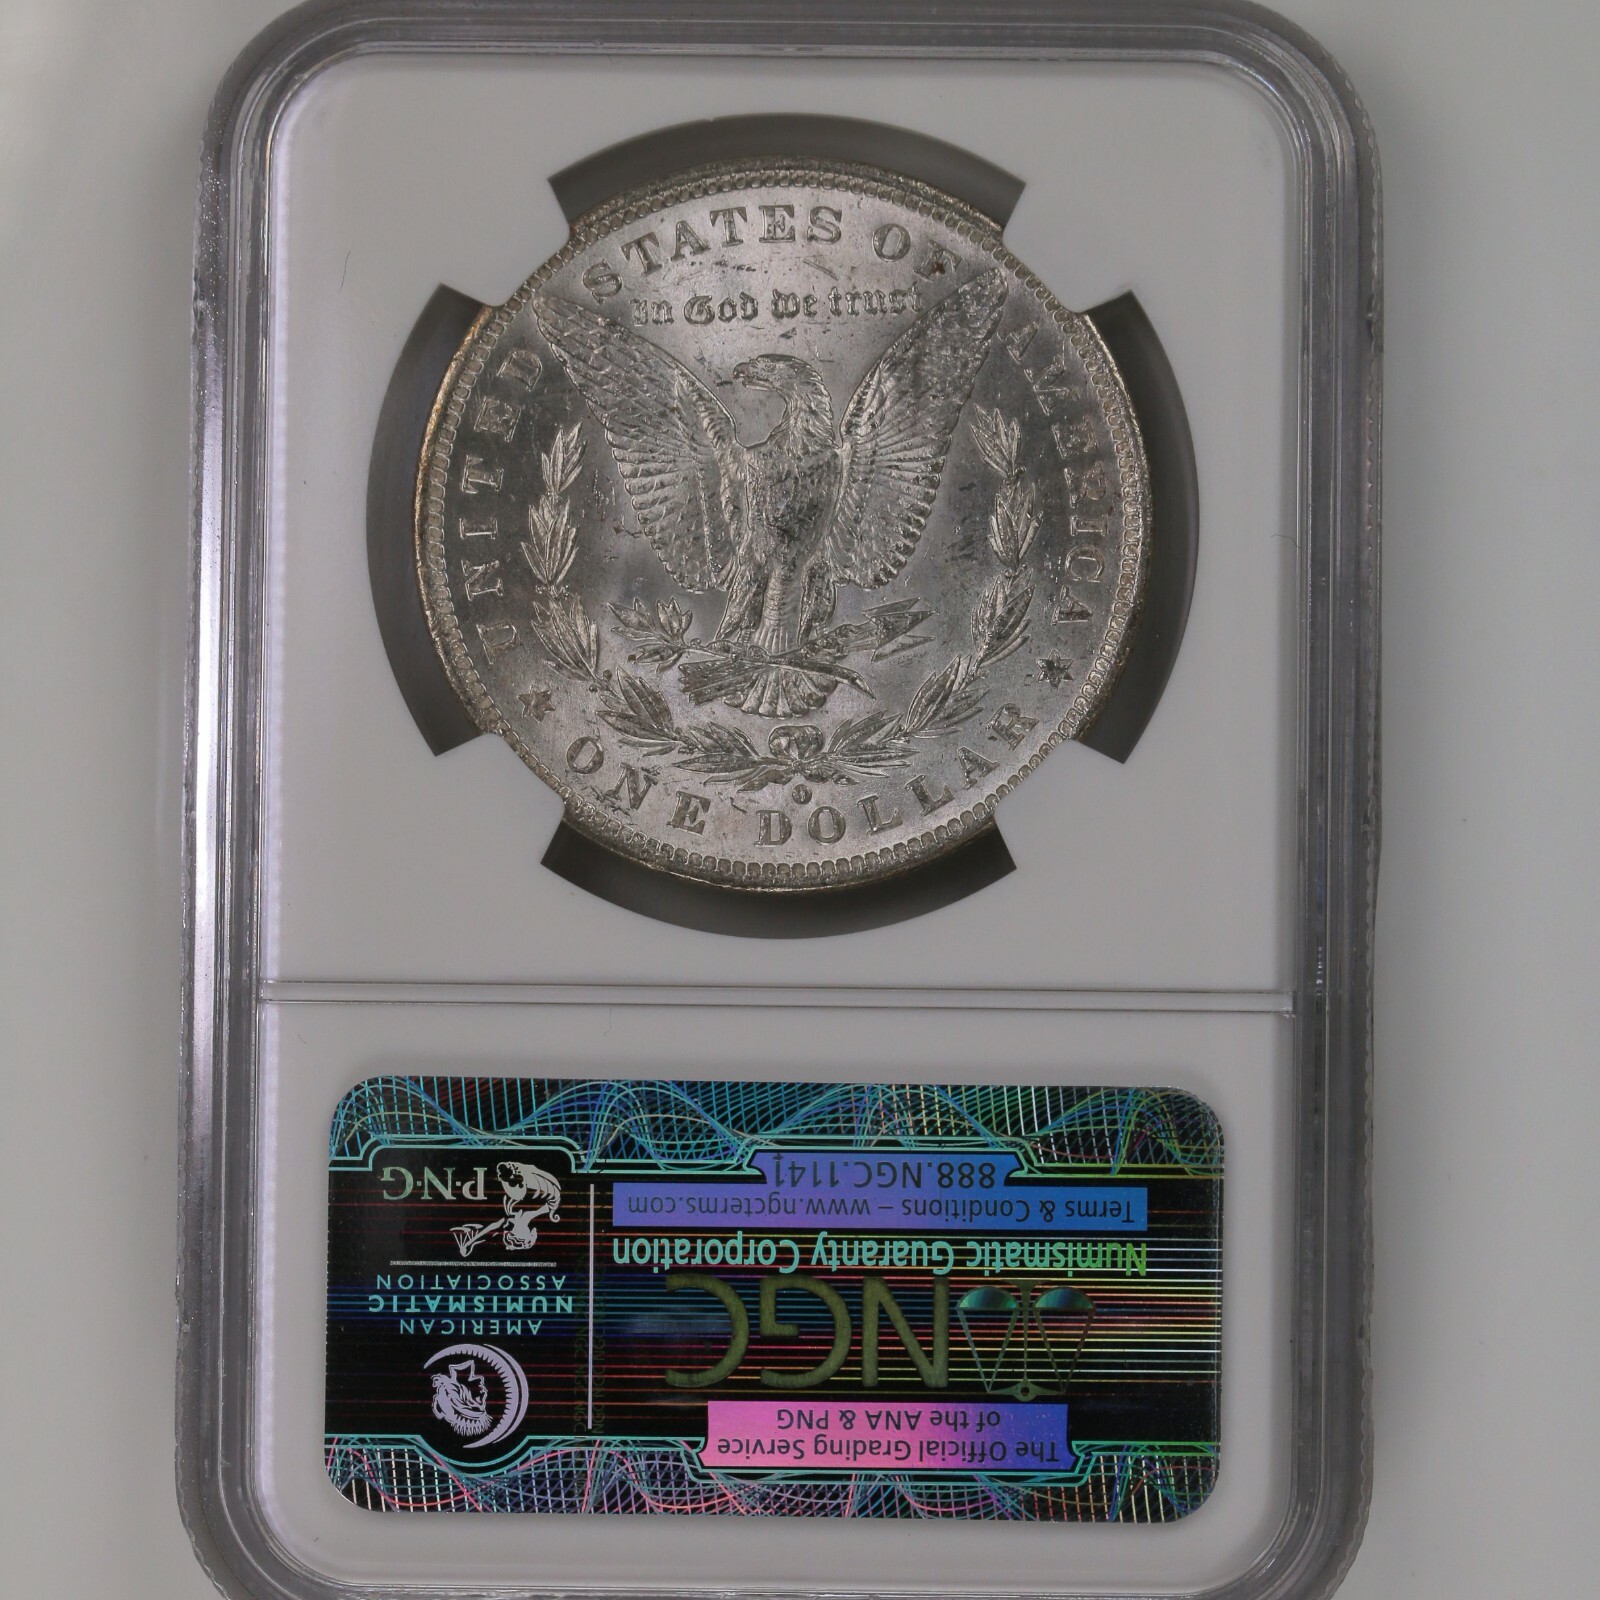 UNITED STATES OF AMERICA
In God we trust
O
ONE DOLLAR
The Official Grading Service
of the ANA & PNG
NGC
Numismatic Guaranty Corporation
Terms & Conditions – www.ngcterms.com
888.NGC.1141
AMERICAN
NUMISMATIC
ASSOCIATION
P·N·G